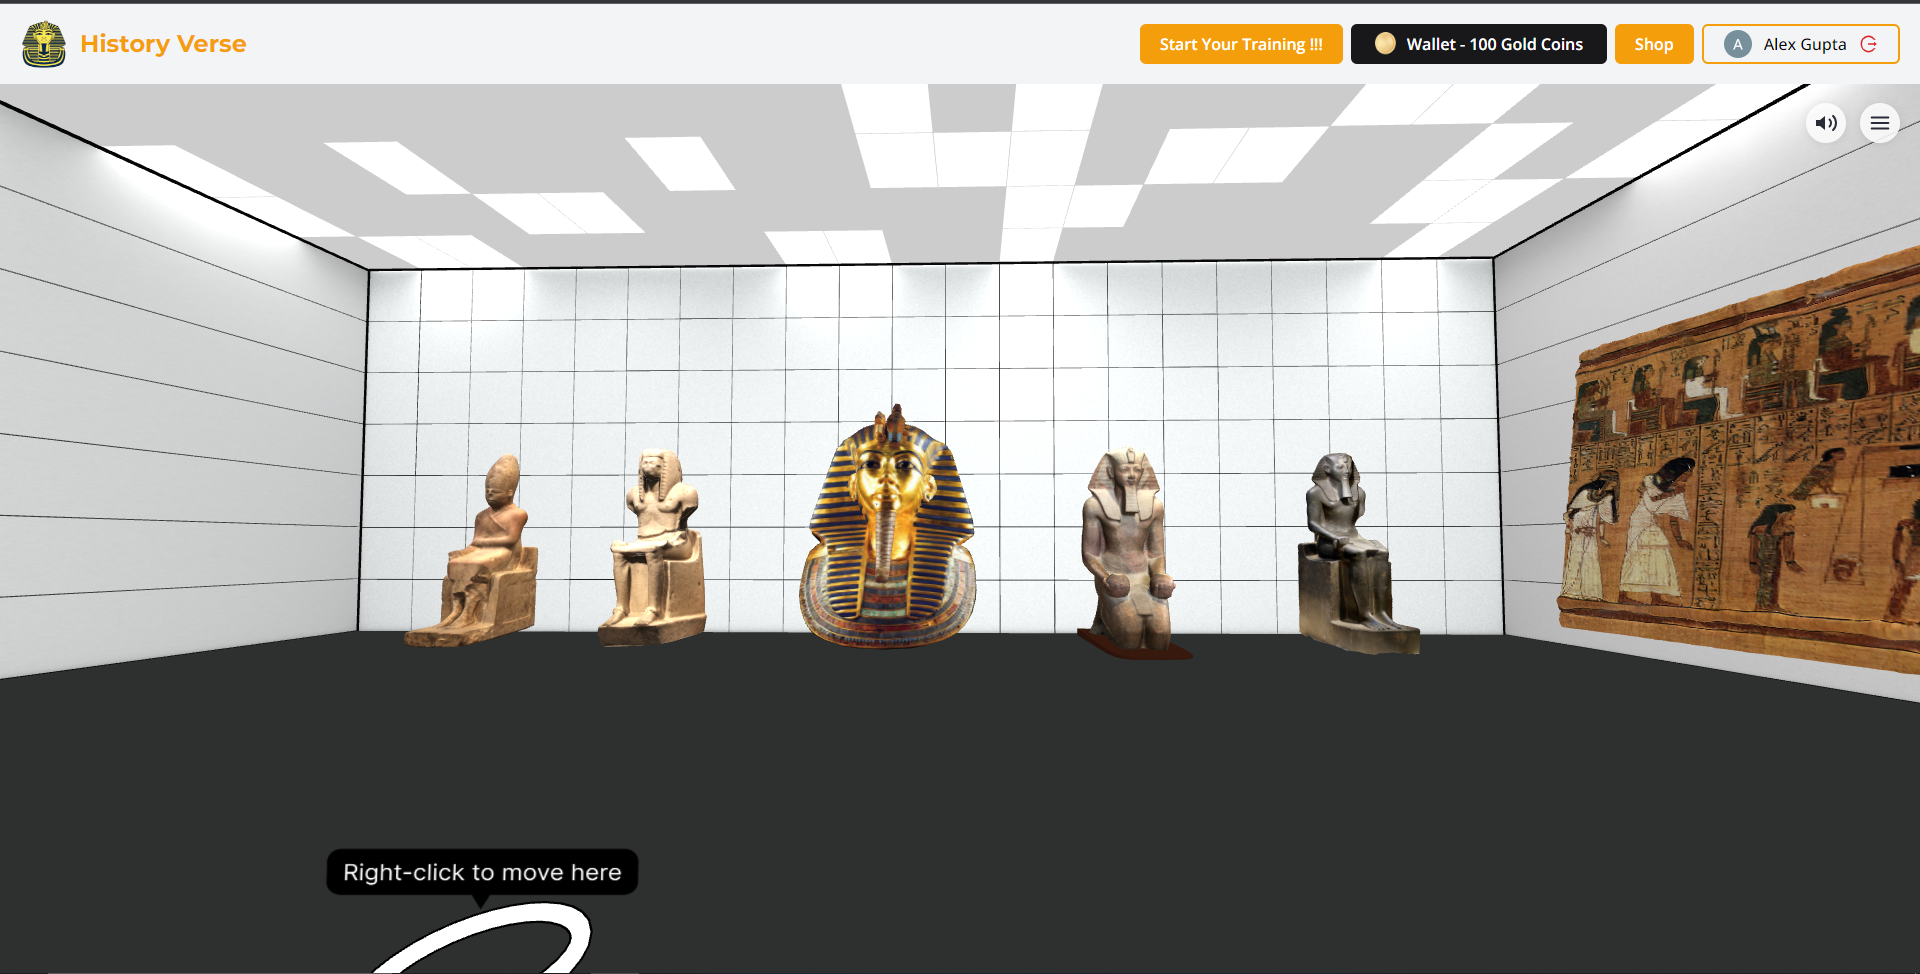 History Verse
Start Your Training !!!
Wallet - 100 Gold Coins
Shop
A
Alex Gupta
Right-click to move here